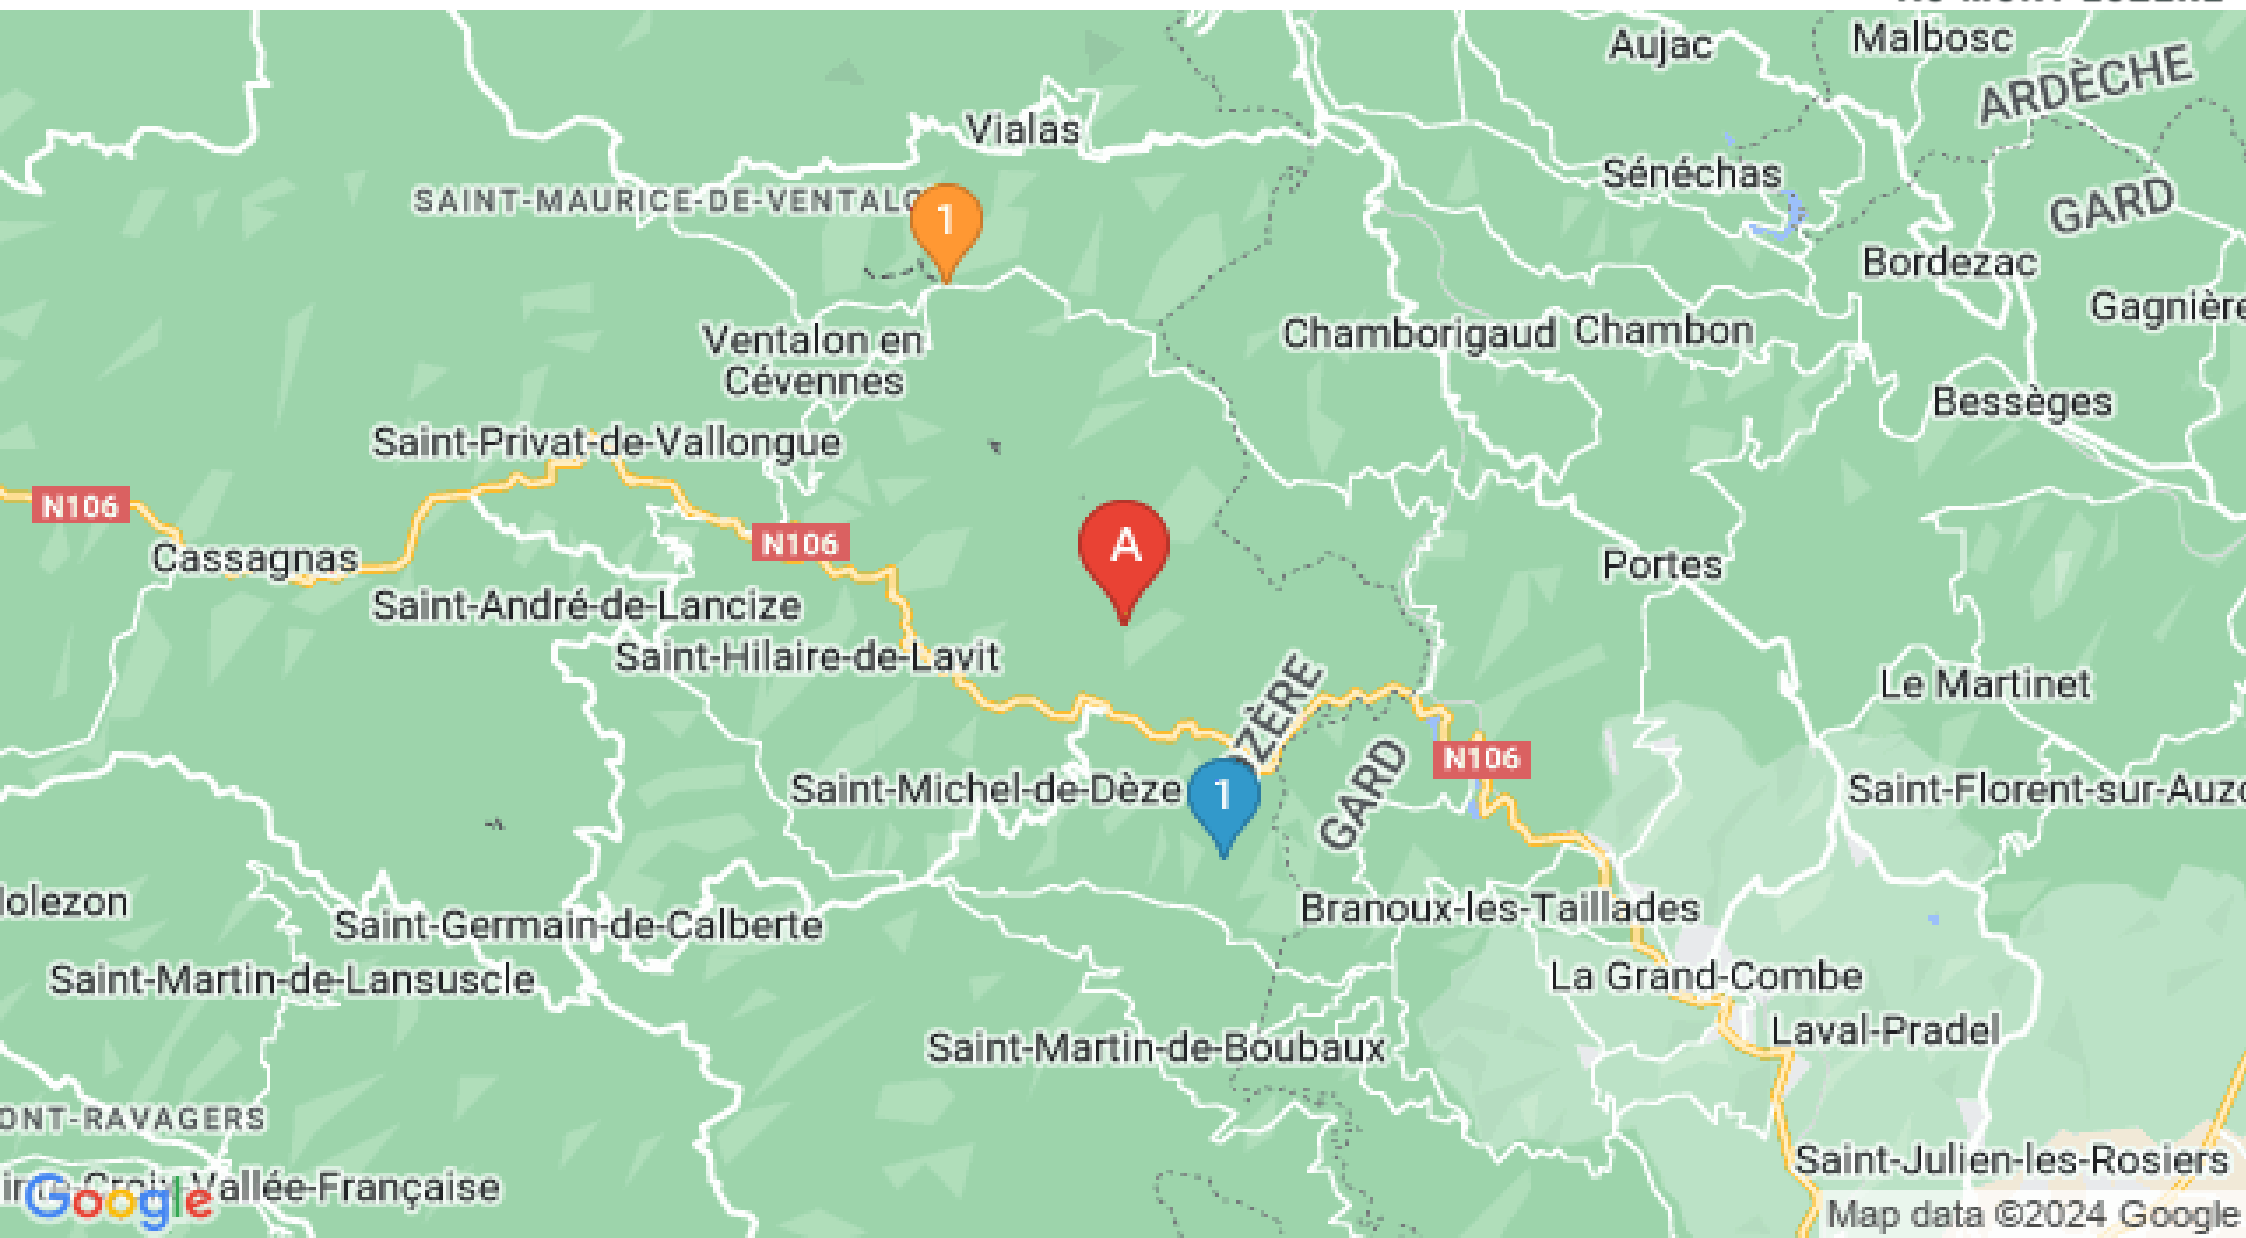 Aujac
Malbosc
ARDÈCHE
Vialas
Sénéchas
SAINT-MAURICE-DE-VENTALO
1
GARD
Bordezac
Gagnière
Chamborigaud
Chambon
Ventalon en
Cévennes
Bessèges
Saint-Privat-de-Vallongue
N106
N106
A
Cassagnas
Portes
Saint-André-de-Lancize
Saint-Hilaire-de-Lavit
Le Martinet
ZÈRE
N106
GARD
Saint-Michel-de-Dèze
1
Saint-Florent-sur-Auzo
olezon
Branoux-les-Taillades
Saint-Germain-de-Calberte
Saint-Martin-de-Lansuscle
La Grand-Combe
Laval-Pradel
Saint-Martin-de-Boubaux
ONT-RAVAGERS
Saint-Julien-les-Rosiers
Croix-Vallée-Française
Google
Map data ©2024 Google